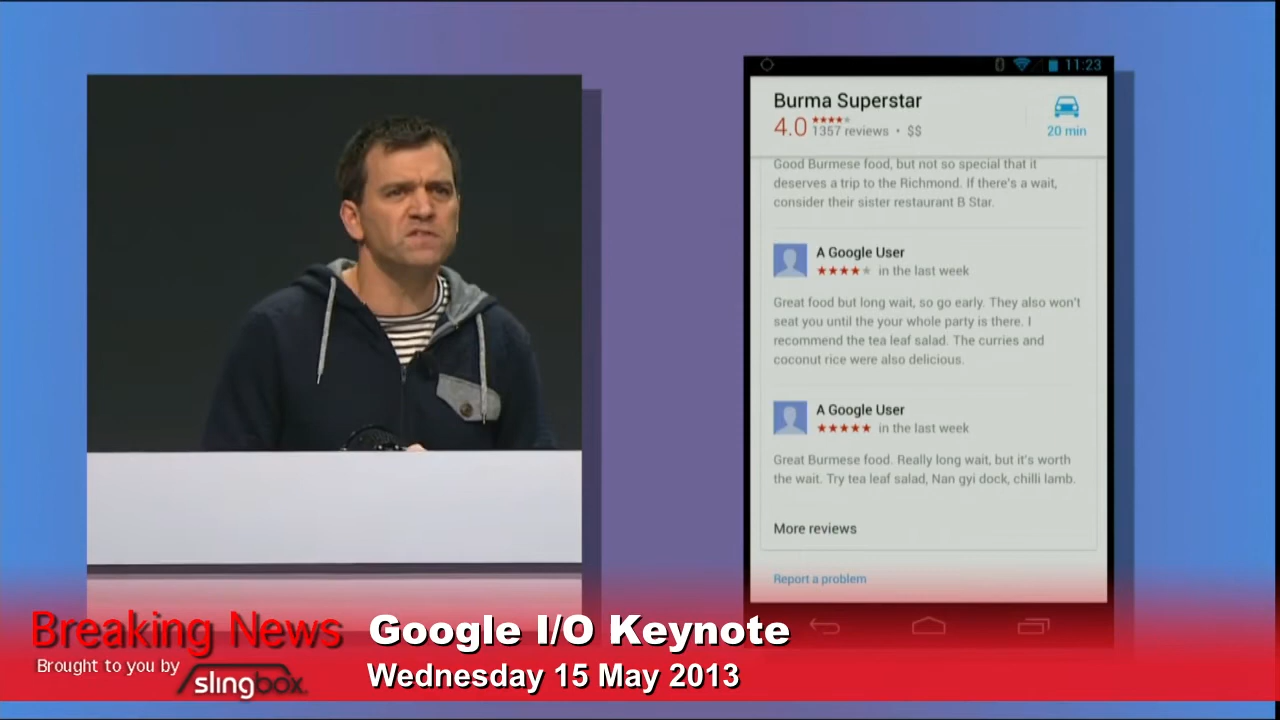 11:23
Burma Superstar
4.0
1357 reviews • $$
20 min
Good Burmese food, but not so special that it
deserves a trip to the Richmond. If there's a wait,
consider their sister restaurant B Star.
A Google User
in the last week
Great food but long wait, so go early. They also won't
seat you until the your whole party is there. I
recommend the tea leaf salad. The curries and
coconut rice were also delicious.
A Google User
in the last week
Great Burmese food. Really long wait, but it's worth
the wait. Try tea leaf salad, Nan gyi dock, chilli lamb.
More reviews
Report a problem
Breaking News
Brought to you by
slingbox
Google I/O Keynote
Wednesday 15 May 2013